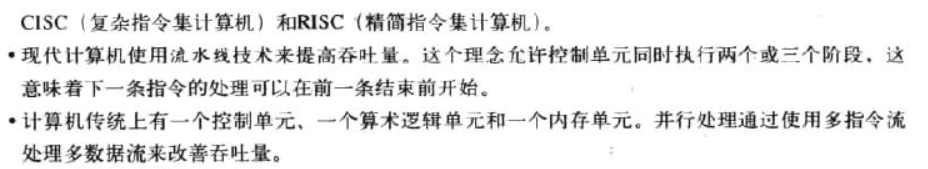 CISC（复杂指令集计算机）和RISC（精简指令集计算机）。
•现代计算机使用流水线技术来提高吞吐量。这个理念允许控制单元同时执行两个或三个阶段，这
意味着下一条指令的处理可以在前一条结束前开始。
•计算机传统上有一个控制单元、一个算术逻辑单元和一个内存单元。并行处理通过使用多指令流
处理多数据流来改善吞吐量。